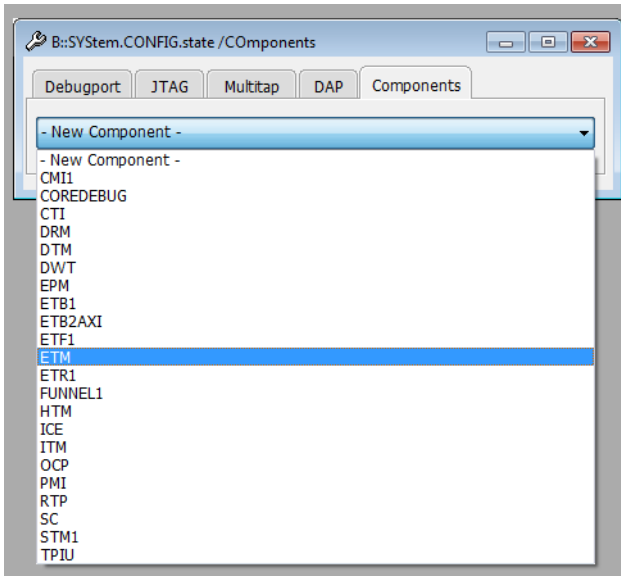 B::SYStem.CONFIG.state /COmponents
Debugport JTAG Multitap DAP Components
- New Component -
- New Component -
CMI1
COREDEBUG
CTI
DRM
DTM
DWT
EPM
ETB1
ETB2AXI
ETF1
ETM
ETR1
FUNNEL1
HTM
ICE
ITM
OCP
PMI
RTP
SC
STM1
TPIU